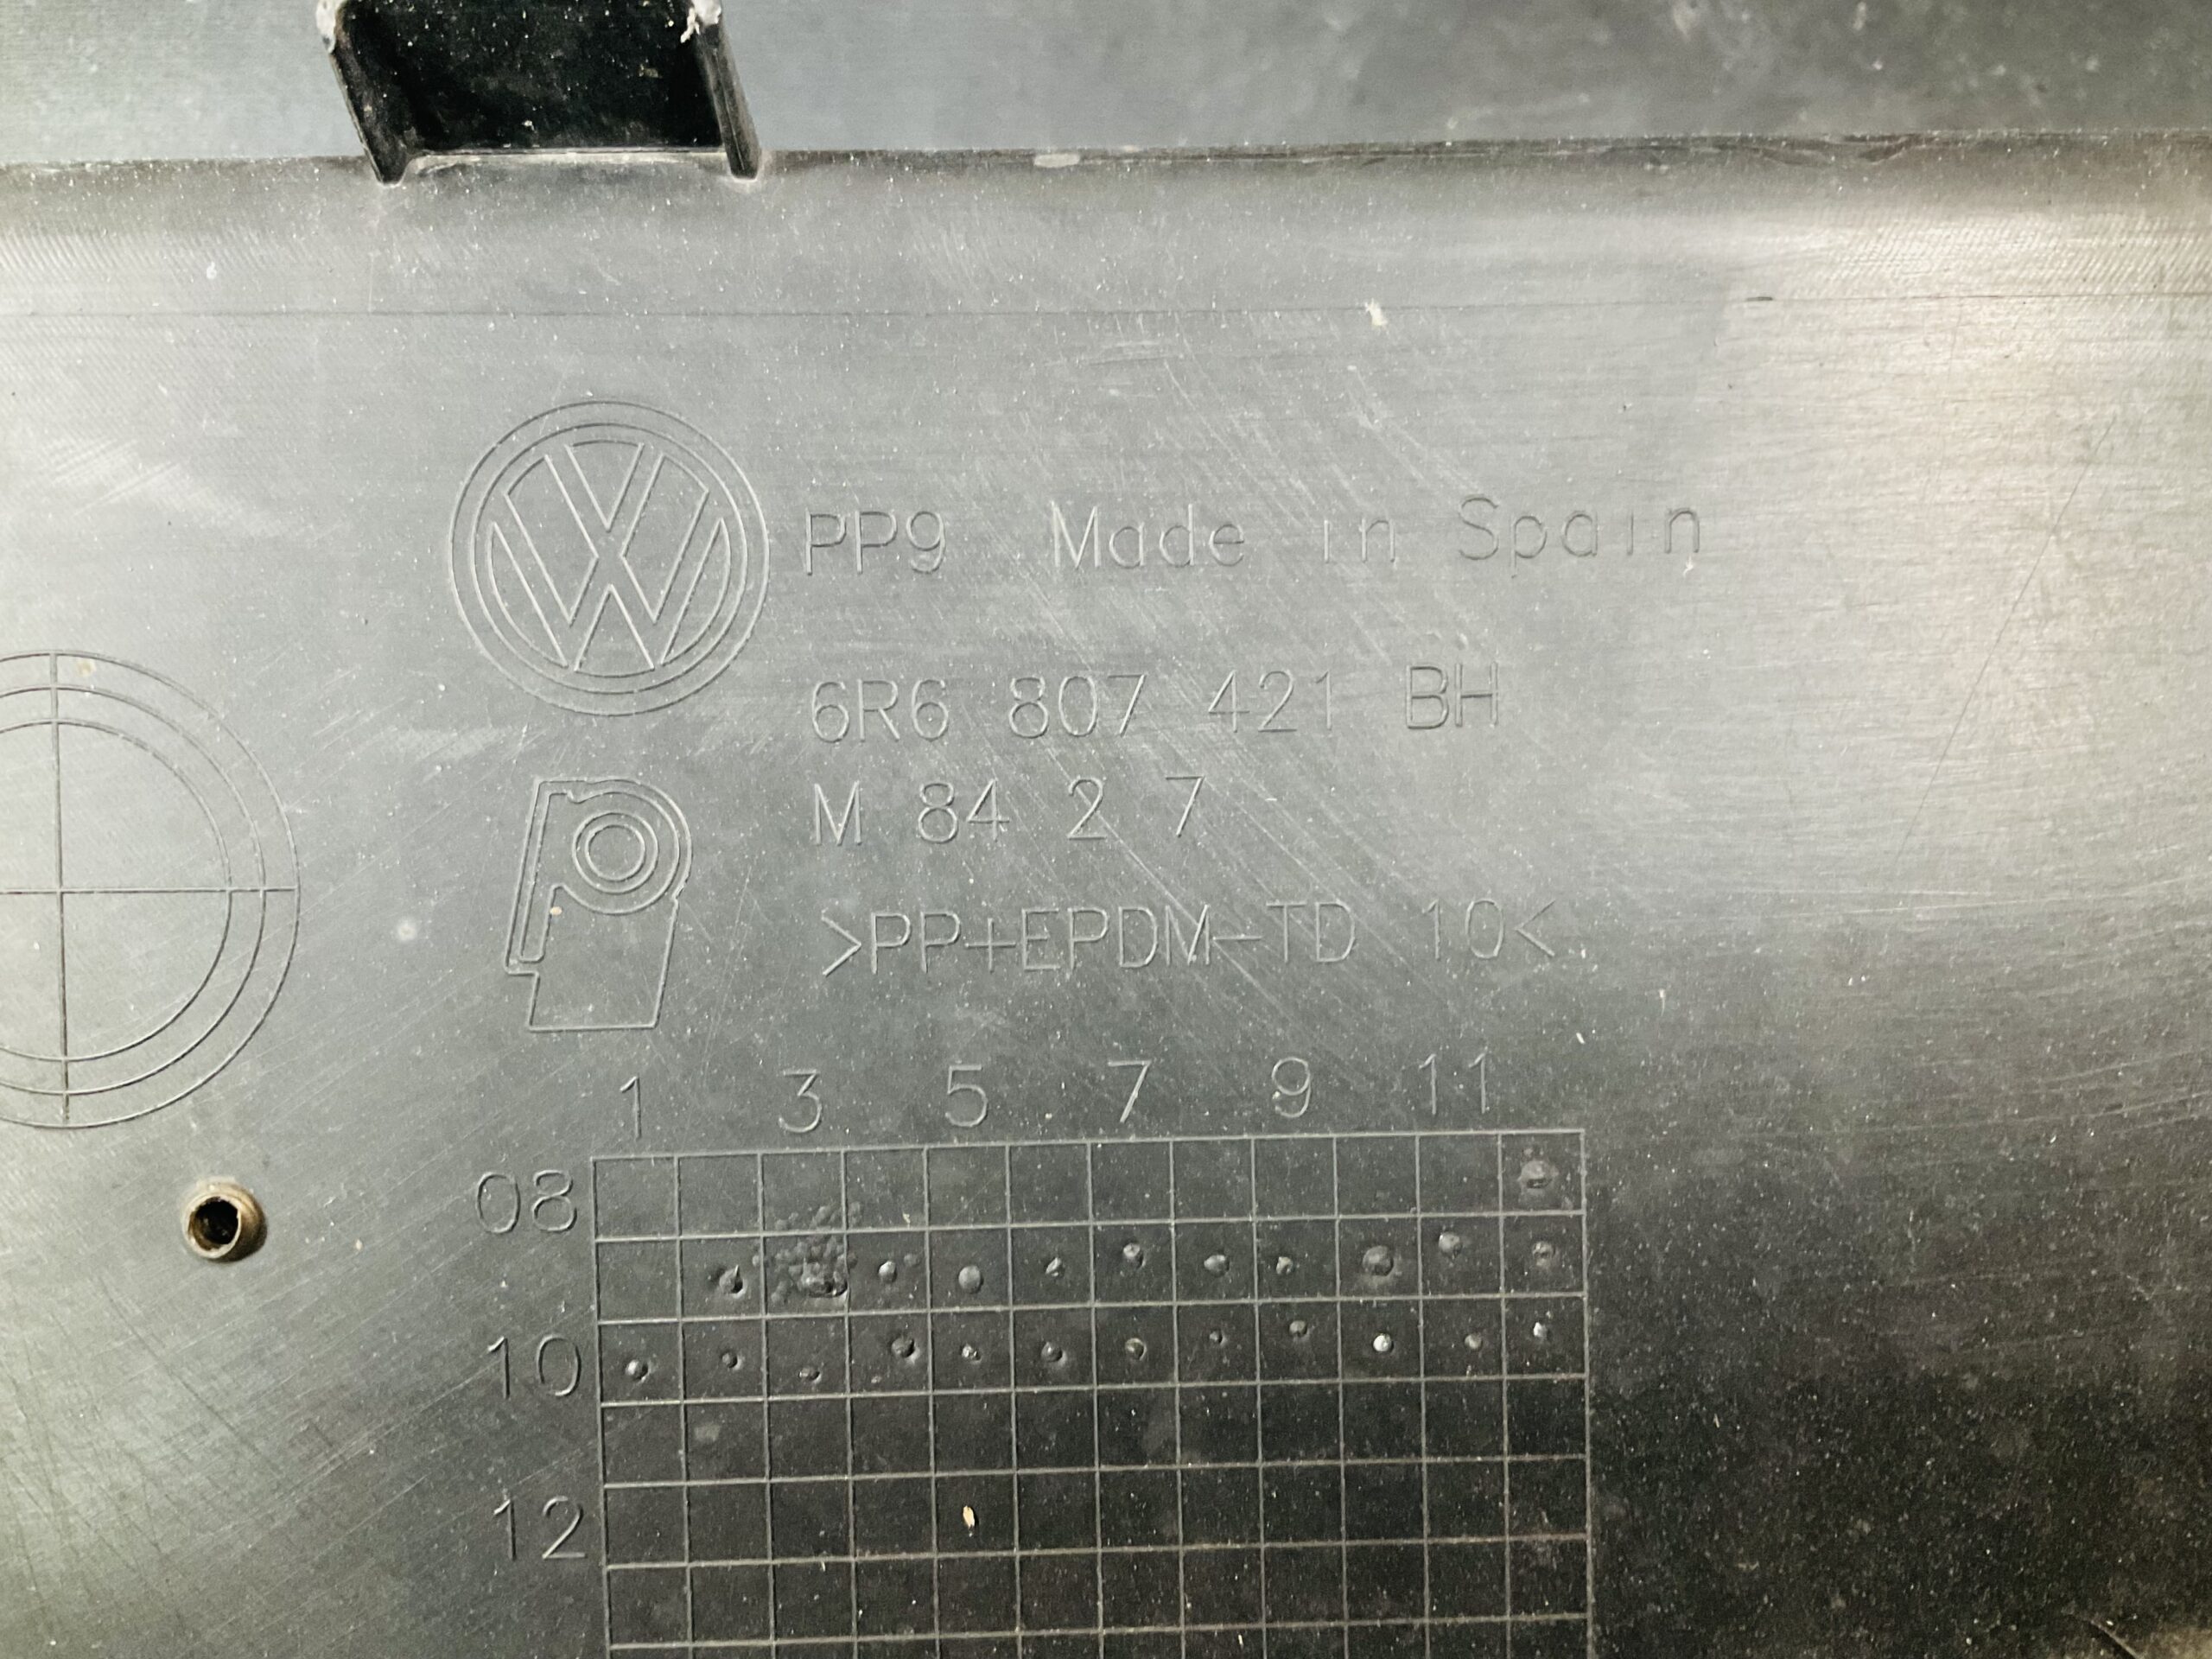 PP9 Made in Spain
6R6 807 421 BH
M 84 2 7
>PP+EPDM-TD 10<
1 3 5 7 9 11
08
10
12